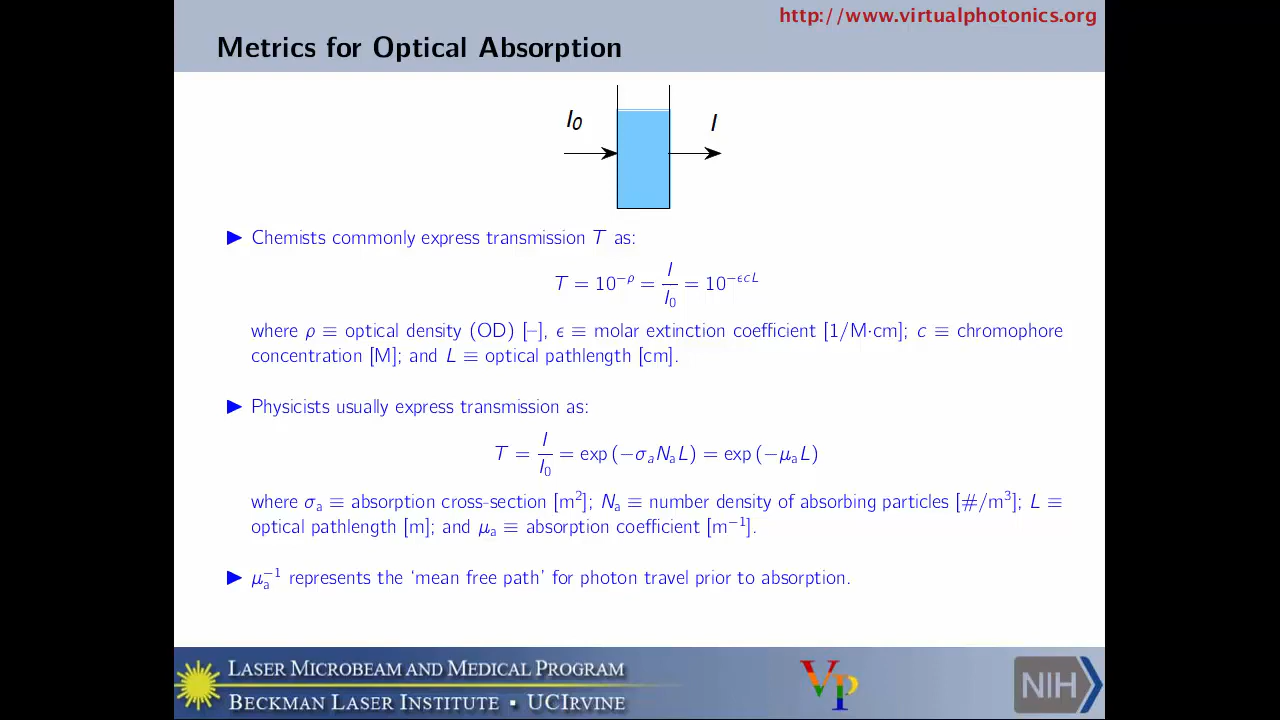 http://www.virtualphotonics.org
Metrics for Optical Absorption
I₀
I
▶ Chemists commonly express transmission T as:
T = 10^{−ρ} = I/I₀ = 10^{−ϵcL}
where ρ ≡ optical density (OD) [–], ϵ ≡ molar extinction coefficient [1/M·cm]; c ≡ chromophore
concentration [M]; and L ≡ optical pathlength [cm].
▶ Physicists usually express transmission as:
T = I/I₀ = exp (−σₐNₐL) = exp (−μₐL)
where σₐ ≡ absorption cross-section [m²]; Nₐ ≡ number density of absorbing particles [#/m³]; L ≡
optical pathlength [m]; and μₐ ≡ absorption coefficient [m⁻¹].
▶ μₐ⁻¹ represents the ‘mean free path’ for photon travel prior to absorption.
LASER MICROBEAM AND MEDICAL PROGRAM
BECKMAN LASER INSTITUTE ▪ UCIRVINE
VP
NIH